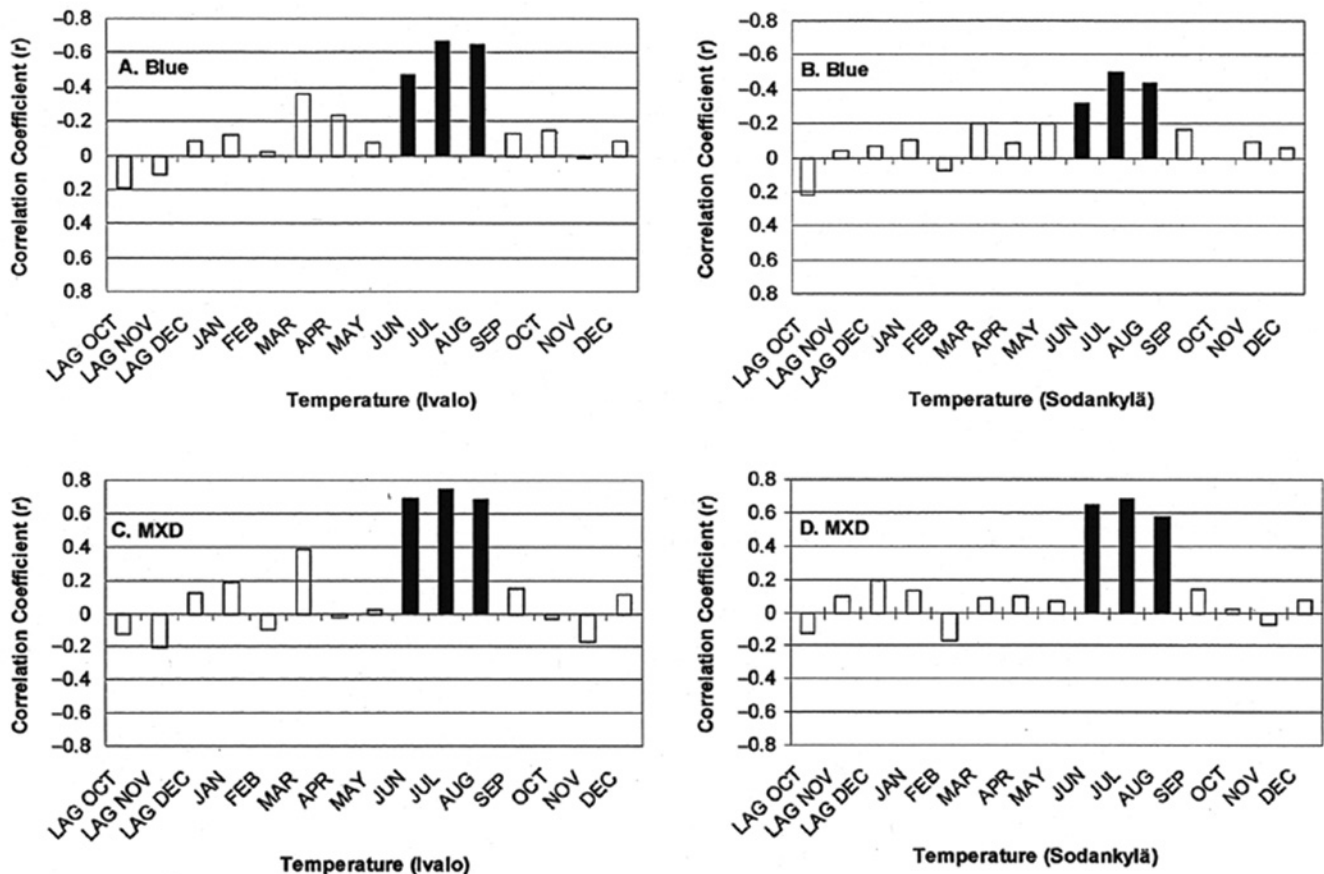 A. Blue
Correlation Coefficient (r)
–0.8
–0.6
–0.4
-0.2
0
0.2
0.4
0.6
0.8
LAG OCT
LAG NOV
LAG DEC
JAN
FEB
MAR
APR
MAY
JUN
JUL
AUG
SEP
OCT
NOV
DEC
Temperature (Ivalo)
B. Blue
Correlation Coefficient (r)
–0.8
–0.6
–0.4
–0.2
0
0.2
0.4
0.6
0.8
LAG OCT
LAG NOV
LAG DEC
JAN
FEB
MAR
APR
MAY
JUN
JUL
AUG
SEP
OCT
NOV
DEC
Temperature (Sodankylä)
C. MXD
Correlation Coefficient (r)
0.8
0.6
0.4
0.2
0
–0.2
–0.4
–0.6
–0.8
LAG OCT
LAG NOV
LAG DEC
JAN
FEB
MAR
APR
MAY
JUN
JUL
AUG
SEP
OCT
NOV
DEC
Temperature (Ivalo)
D. MXD
Correlation Coefficient (r)
0.8
0.6
0.4
0.2
0
–0.2
–0.4
–0.6
–0.8
LAG OCT
LAG NOV
LAG DEC
JAN
FEB
MAR
APR
MAY
JUN
JUL
AUG
SEP
OCT
NOV
DEC
Temperature (Sodankylä)